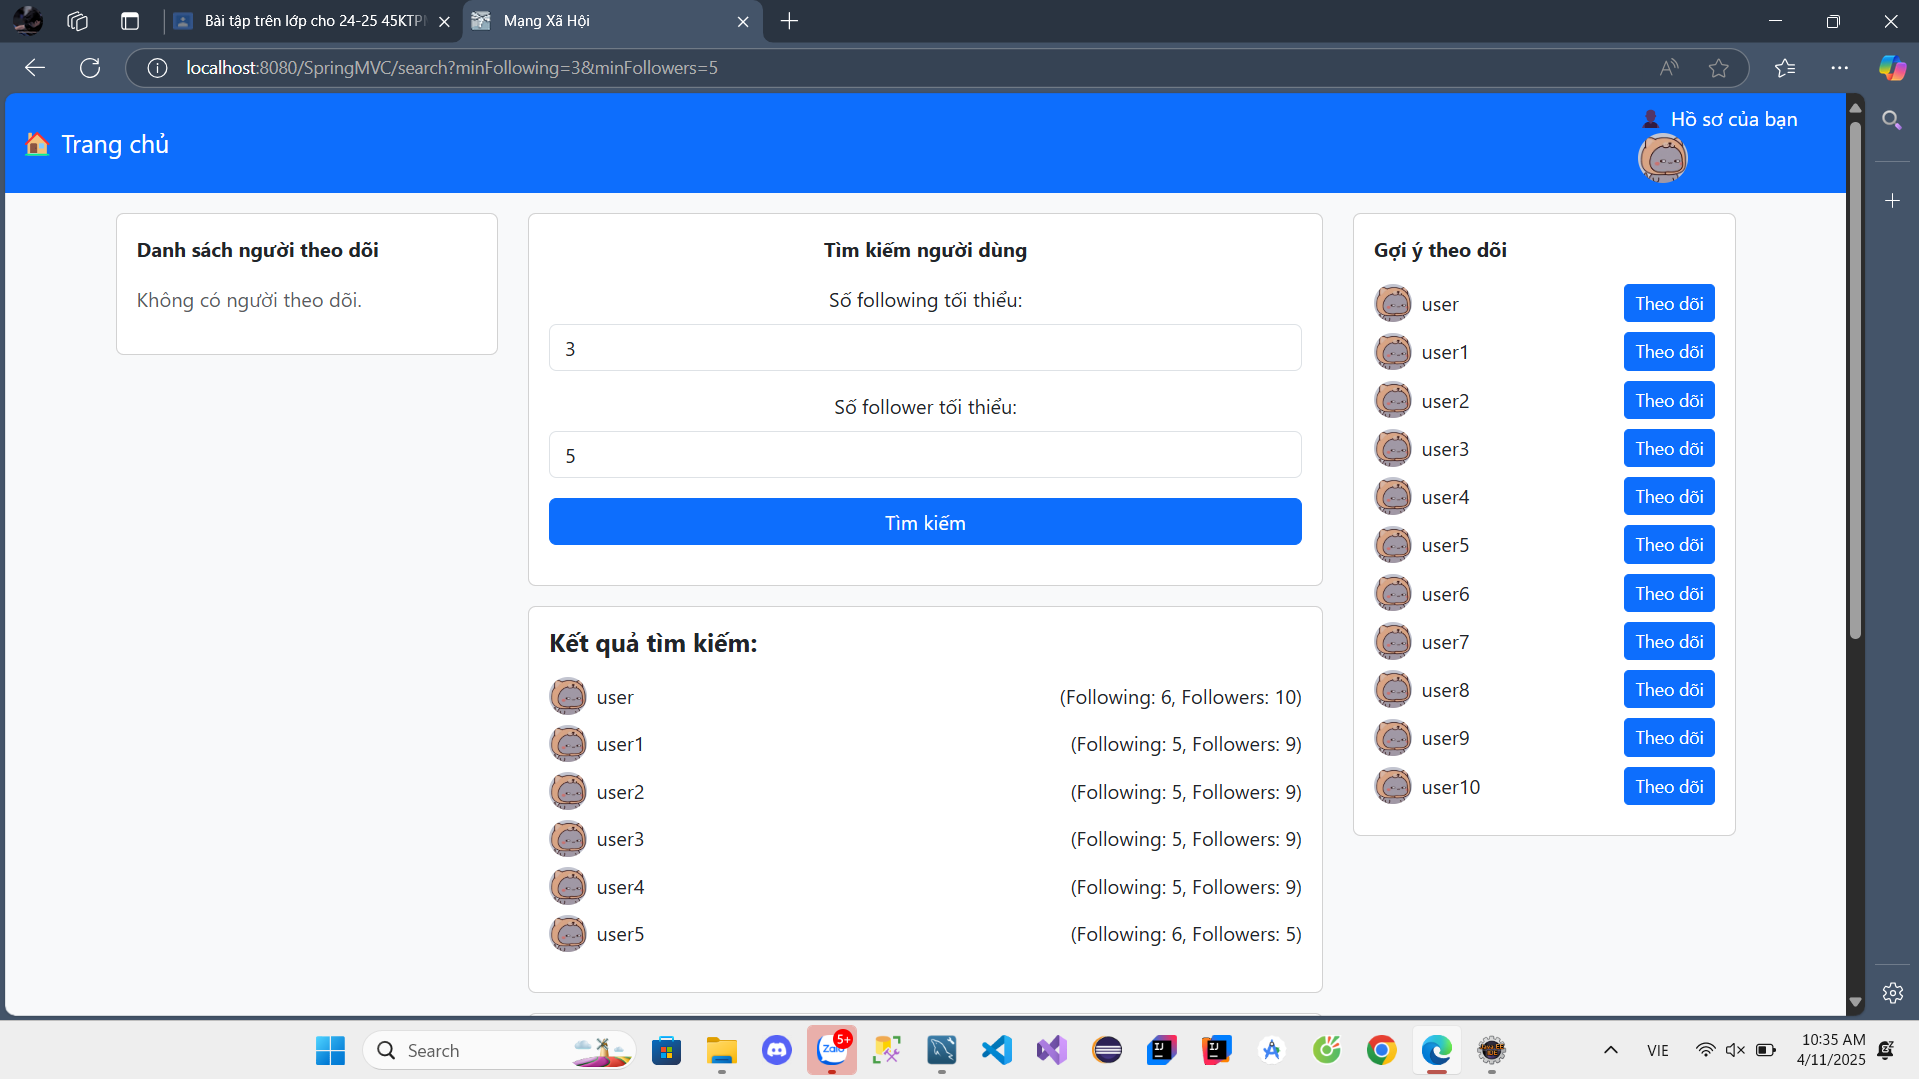 Bài tập trên lớp cho 24-25 45KTPM
Mạng Xã Hội
localhost:8080/SpringMVC/search?minFollowing=3&minFollowers=5
Trang chủ
Hồ sơ của bạn
Danh sách người theo dõi
Không có người theo dõi.
Tìm kiếm người dùng
Số following tối thiểu:
3
Số follower tối thiểu:
5
Tìm kiếm
Kết quả tìm kiếm:
user (Following: 6, Followers: 10)
user1 (Following: 5, Followers: 9)
user2 (Following: 5, Followers: 9)
user3 (Following: 5, Followers: 9)
user4 (Following: 5, Followers: 9)
user5 (Following: 6, Followers: 5)
Gợi ý theo dõi
user Theo dõi
user1 Theo dõi
user2 Theo dõi
user3 Theo dõi
user4 Theo dõi
user5 Theo dõi
user6 Theo dõi
user7 Theo dõi
user8 Theo dõi
user9 Theo dõi
user10 Theo dõi
Search
Zalo
5+
VIE
10:35 AM
4/11/2025